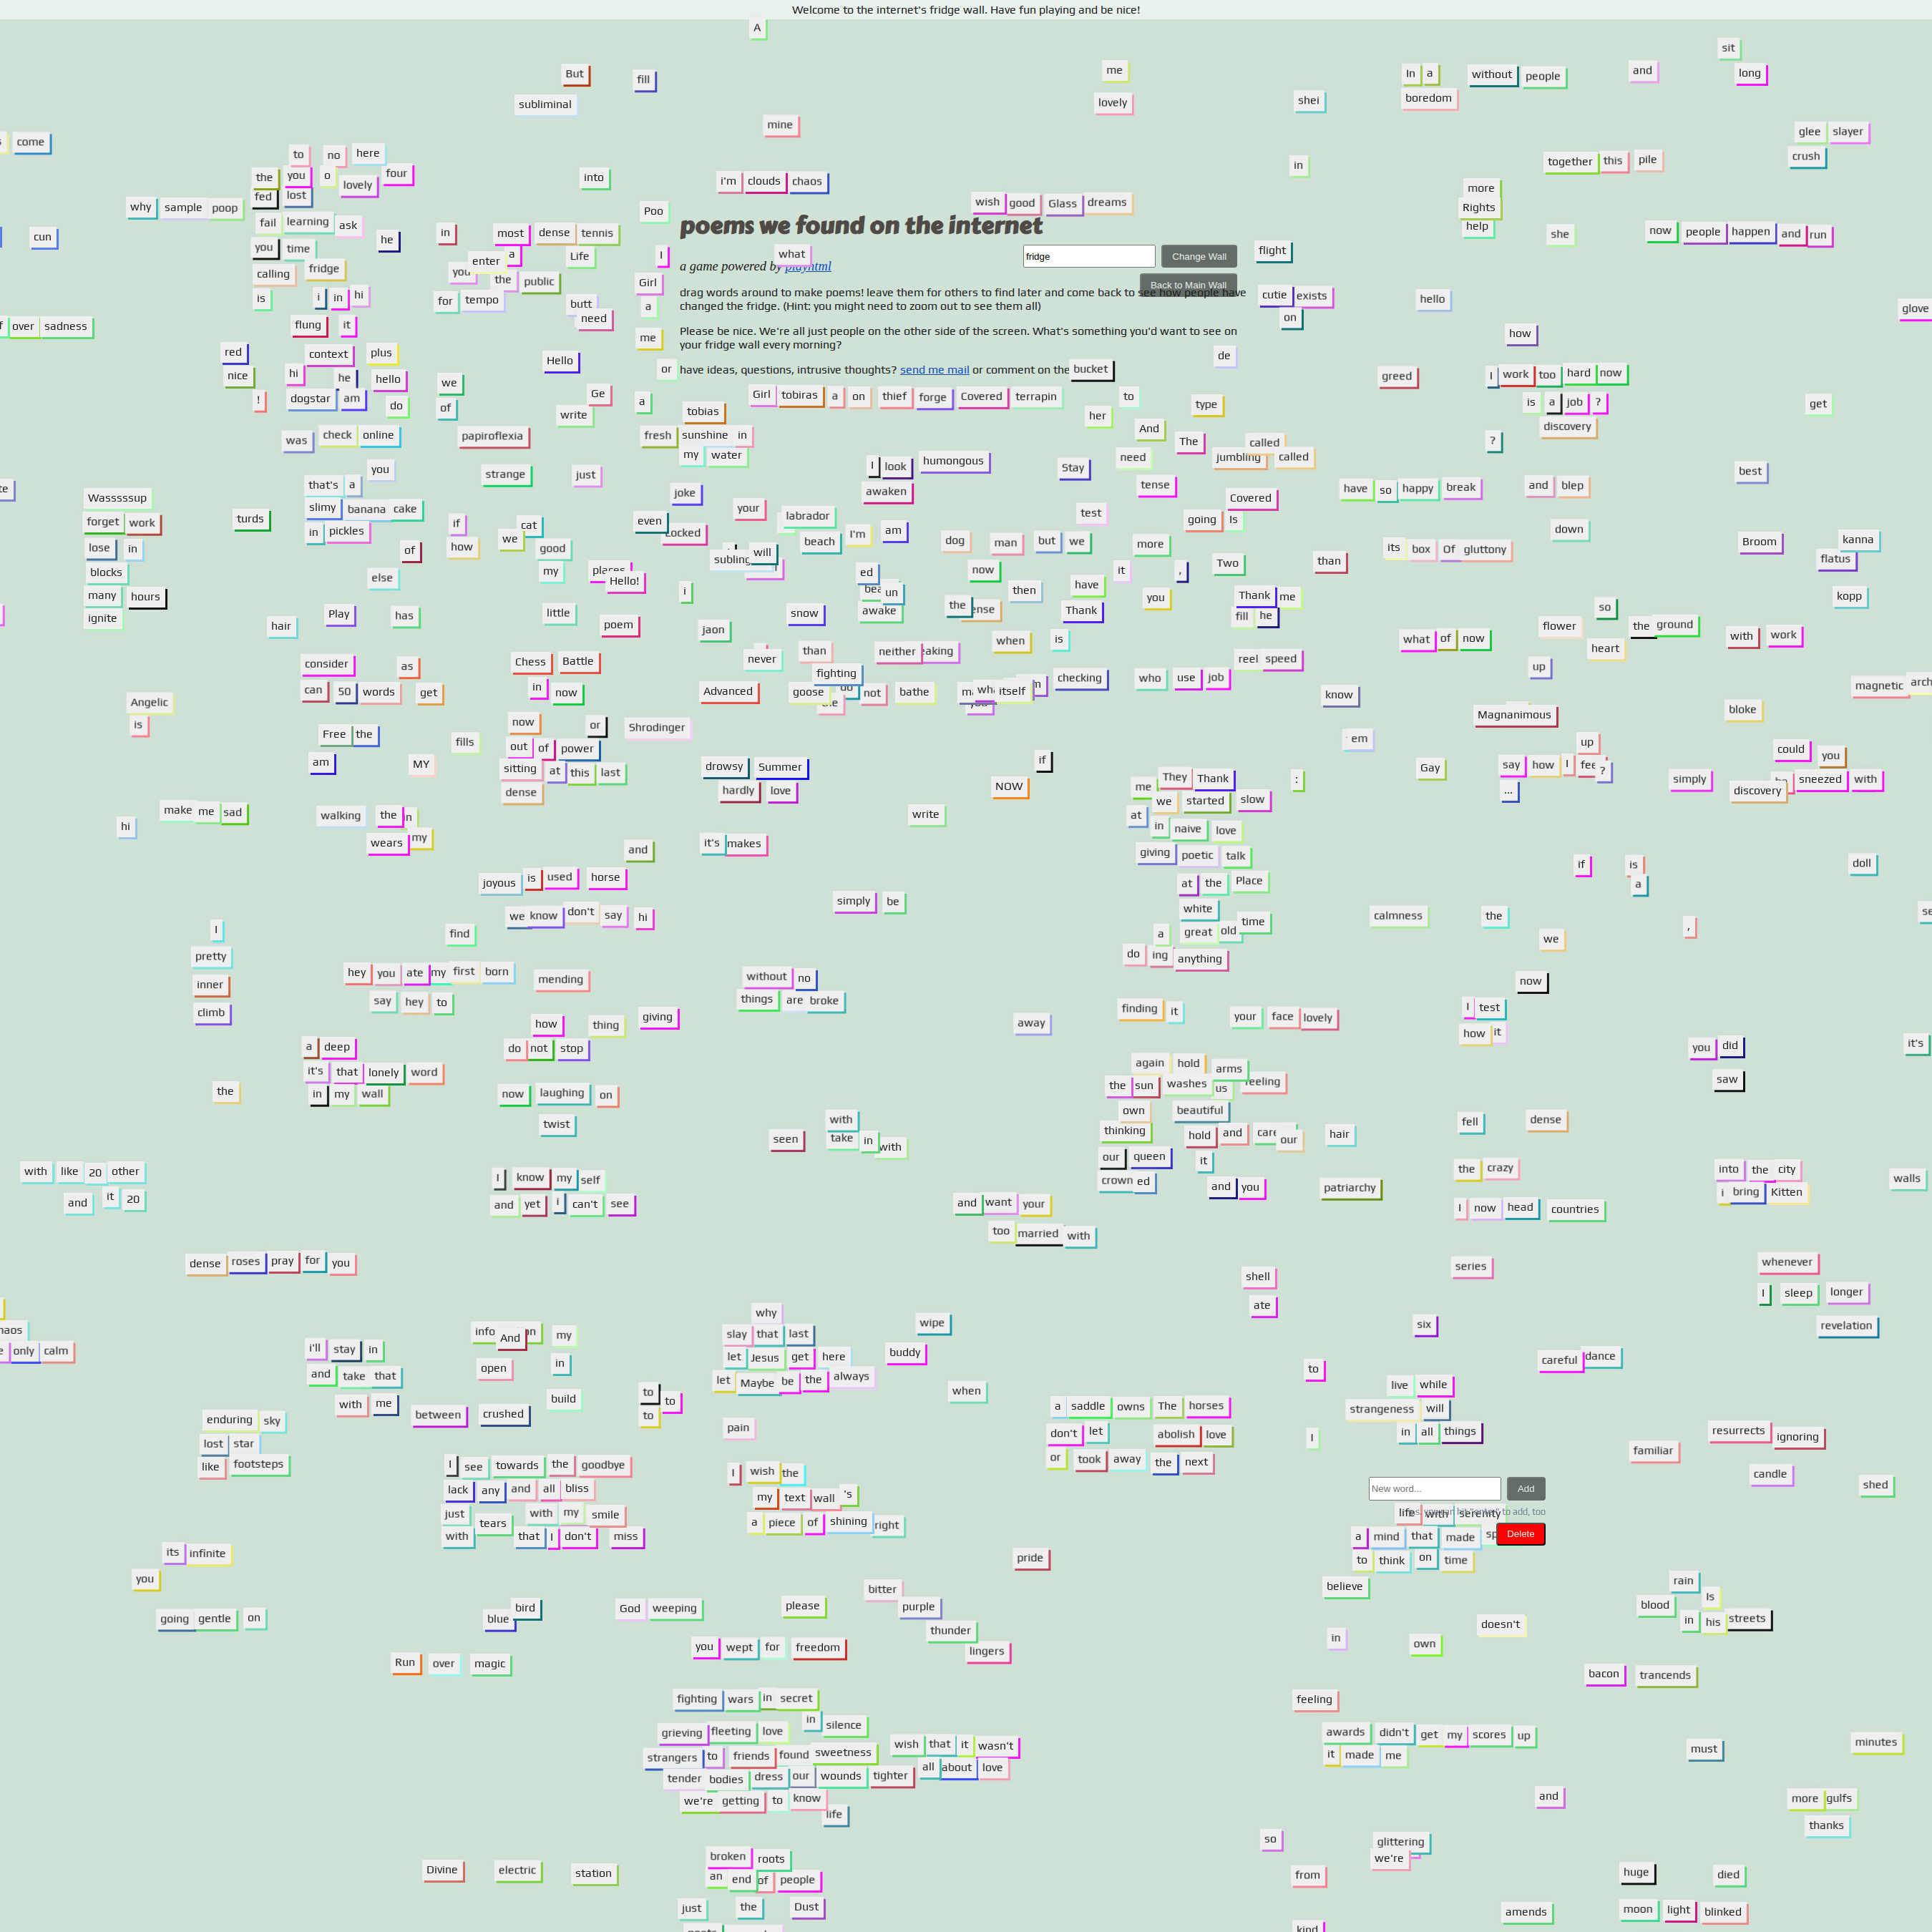 Welcome to the internet's fridge wall. Have fun playing and be nice!
A
sit
But fill me In a without people and long
subliminal lovely shei boredom
mine
come glee slayer
to no here together this pile crush
the you o lovely four into i'm clouds chaos in
fed lost more
why sample poop Poo wish good Glass dreams Rights
fail learning ask help
poems we found on the internet
cun you time he in most dense tennis she now people happen and run
I what fridge Change Wall flight
enter a Life
a game powered by playhtml
calling fridge you the public Girl Back to Main Wall
drag words around to make poems! leave them for others to find later and come back to see how people have
changed the fridge. (Hint: you might need to zoom out to see them all)
is i in hi for tempo butt a cutie exists hello
need on glove
over sadness flung it me how
Please be nice. We're all just people on the other side of the screen. What's something you'd want to see on
your fridge wall every morning?
red context plus Hello de
have ideas, questions, intrusive thoughts? send me mail or comment on the bucket
nice hi he hello we or greed I work too hard now
! dogstar am do of Ge a Girl tobiras a on thief forge Covered terrapin to type is a job ? get
write tobias her discovery
was check online papiroflexia fresh sunshine in And The called ?
my water need jumbling called
you strange just I look humongous Stay best
that's a joke awaken tense have so happy break and blep
Wasssssup slimy banana cake your Covered
forget work turds in pickles if cat even labrador test going Is down
we Locked beach I'm am
lose in of how good subling will dog man but we more its box Of gluttony Broom kanna
flatus
blocks else my places Hello! ed now it , Two than
many hours i un then have you Thank me kopp
ignite hair Play has little poem snow awake the Thank fill he so
jaon when is flower the ground
consider as Chess Battle never than neither what of now heart with work
fighting reel speed up
can 50 words get in now Advanced goose do not bathe itself checking who use job know magnetic
Angelic the
is now or Shrodinger Magnanimous bloke
Free the fills out of power em up could you
am MY sitting at this last drowsy Summer if They Thank : Gay say how I ?
dense hardly love NOW me simply sneezed with
make me sad walking the we started slow ... discovery
hi wears my write at in naive love
and it's makes giving poetic talk if is doll
joyous is used horse at the Place a
simply be white
we know don't say hi a great old time calmness the ,
I find we
pretty do ing anything
hey you ate my first born mending without no now
inner say hey to things are broke finding it I test
climb how thing giving away your face lovely how it
a deep do not stop you did it's
it's that lonely word again hold arms saw
the in my wall now laughing on the sun washes us feeling
own beautiful fell dense
twist with thinking hold and our hair
seen take in with
with like 20 other our queen it the crazy into the city
and it 20 I know my self crown ed and you patriarchy i bring Kitten walls
and yet i can't see and want your I now head countries
too married with
dense roses pray for you series whenever
shell
ate I sleep longer
why wipe six revelation
And my slay that last
only calm i'll stay in in let Jesus get here buddy to careful dance
and take that open let Maybe be the always when live while
with me build to to a saddle owns The horses strangeness will
enduring sky between crushed to pain don't let abolish love I in all things resurrects ignoring
lost star or took away the next familiar
like footsteps I see towards the goodbye I wish the candle
lack any and all bliss my text wall 's New word... Add shed
just tears with my smile a piece of shining right life with serenity to add, too
with that I don't miss a mind that made Delete
its infinite pride to think on time
you bitter believe rain
going gentle on blue bird God weeping please purple blood Is
thunder in his streets
you wept for freedom lingers in own doesn't
Run over magic bacon trancends
fighting wars in secret feeling
in silence
grieving fleeting love awards didn't get my scores up
strangers to friends found sweetness wish that it wasn't it made me must minutes
tender bodies dress our wounds tighter all about love
we're getting to know and more gulfs
life thanks
so glittering
broken roots we're
Divine electric station an end of people from huge died
just the Dust amends moon light blinked
kind